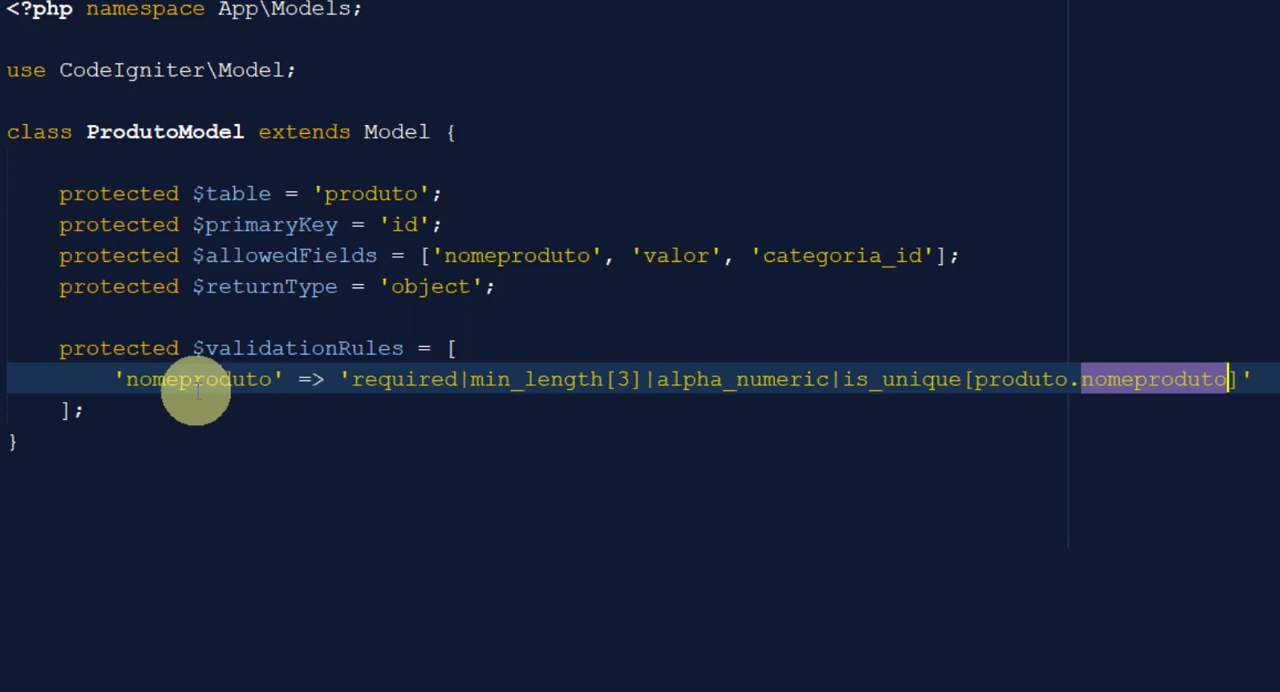 <?php namespace App\Models;
use CodeIgniter\Model;
class ProdutoModel extends Model {
protected $table = 'produto';
protected $primaryKey = 'id';
protected $allowedFields = ['nomeproduto', 'valor', 'categoria_id'];
protected $returnType = 'object';
protected $validationRules = [
'nomeproduto' => 'required|min_length[3]|alpha_numeric|is_unique[produto.nomeproduto]'
];
}